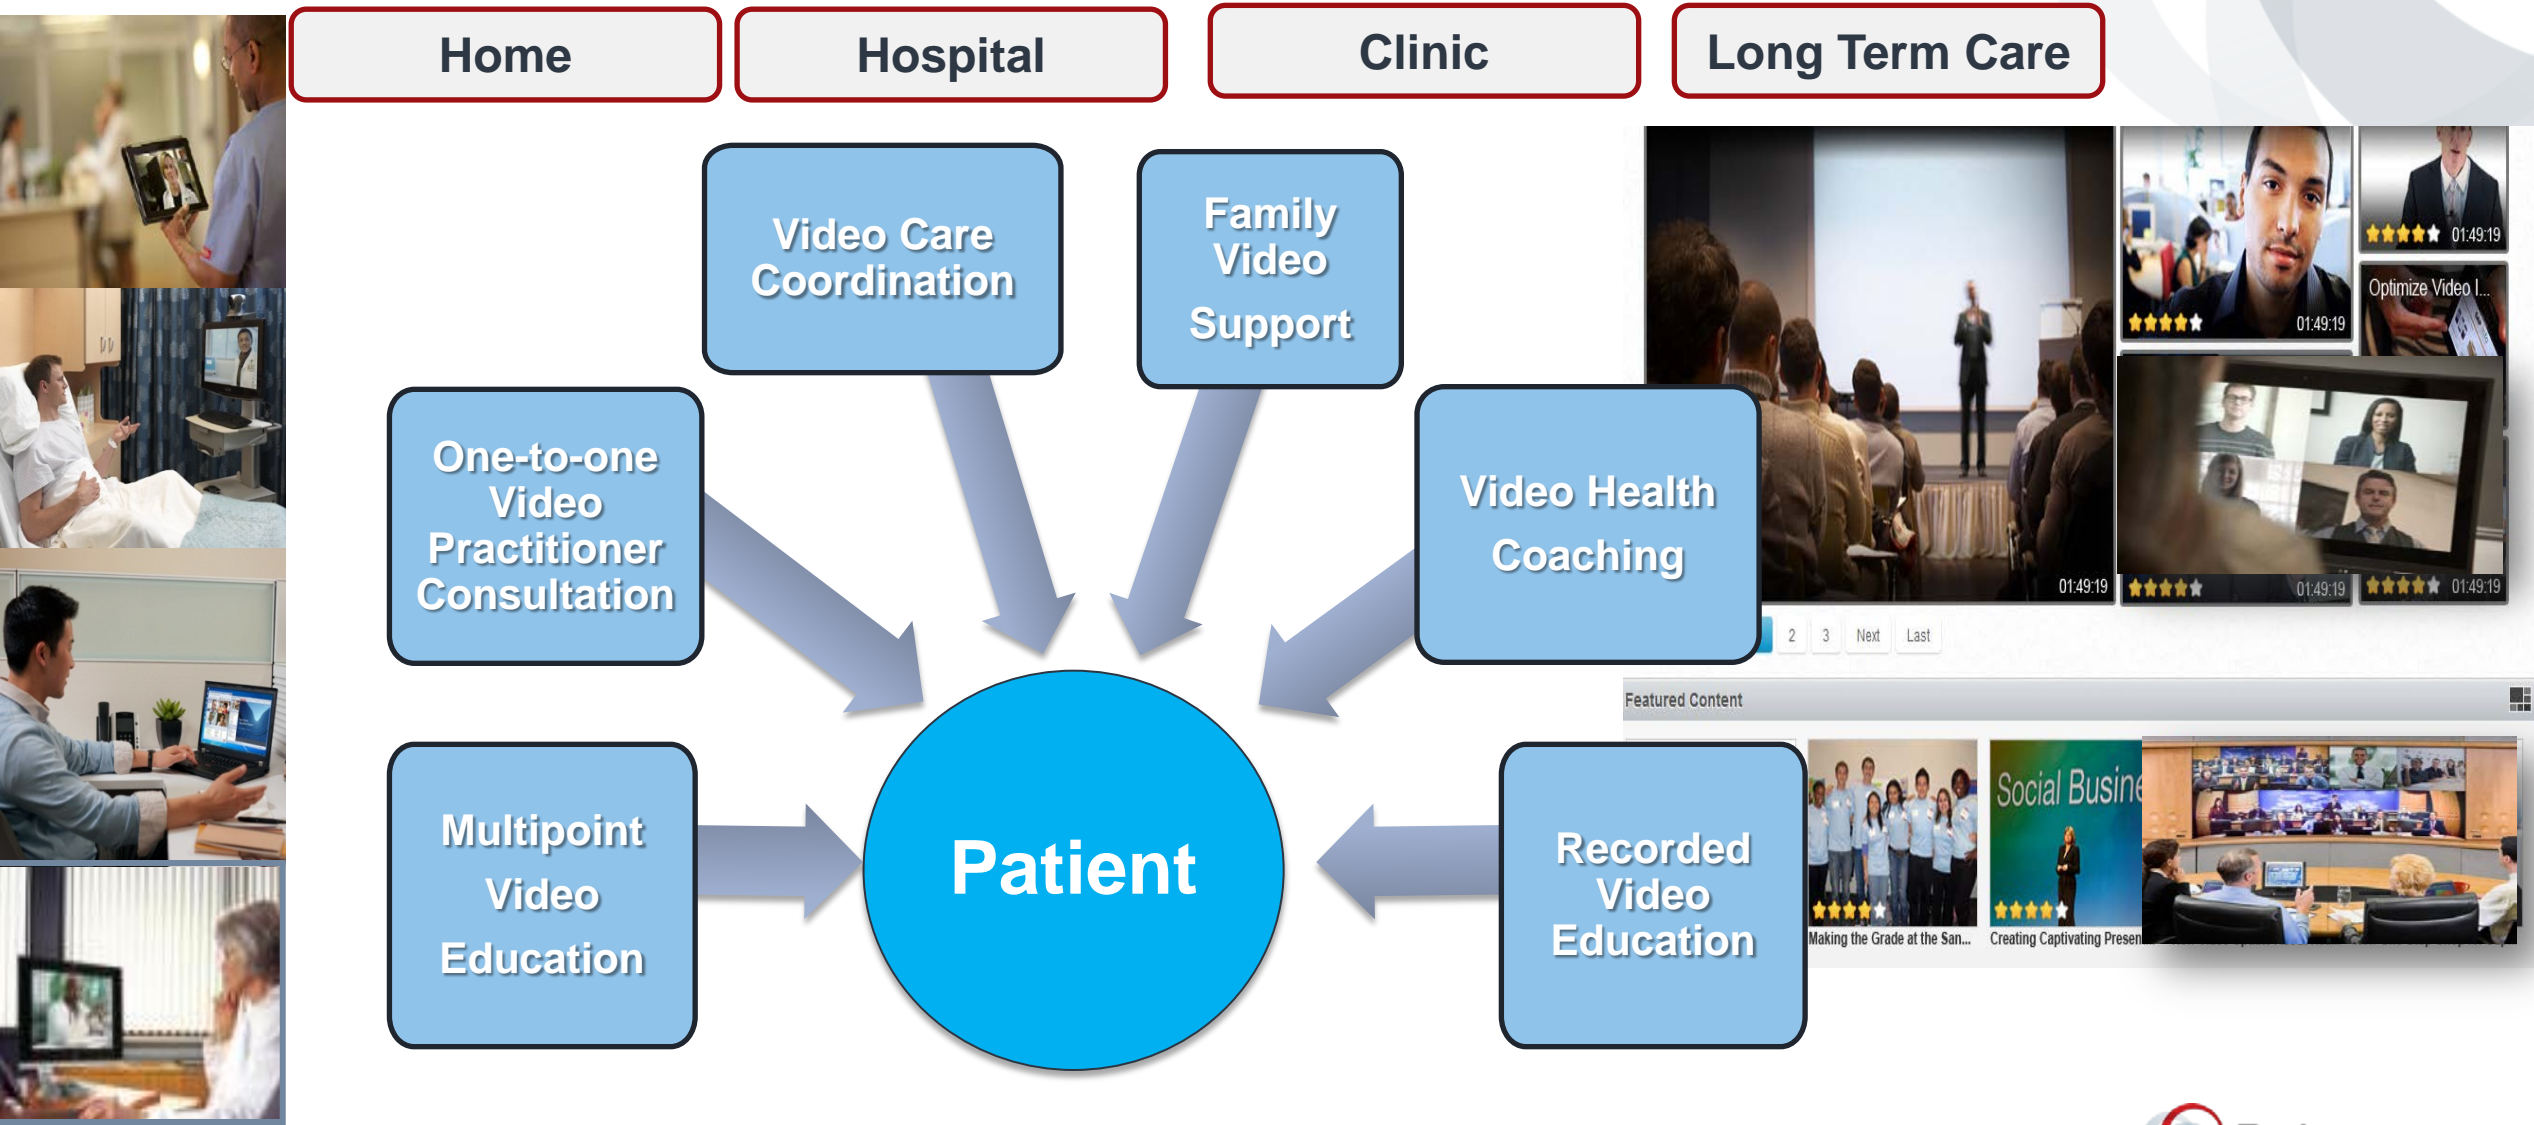 Home
Hospital
Clinic
Long Term Care
Video Care
Coordination
Family
Video
Support
One-to-one
Video
Practitioner
Consultation
Video Health
Coaching
Multipoint
Video
Education
Patient
Recorded
Video
Education
01:49:19
Optimize Video I...
01:49:19
01:49:19
01:49:19
01:49:19
2
3
Next
Last
Featured Content
Social Busine
Making the Grade at the San...
Creating Captivating Presen